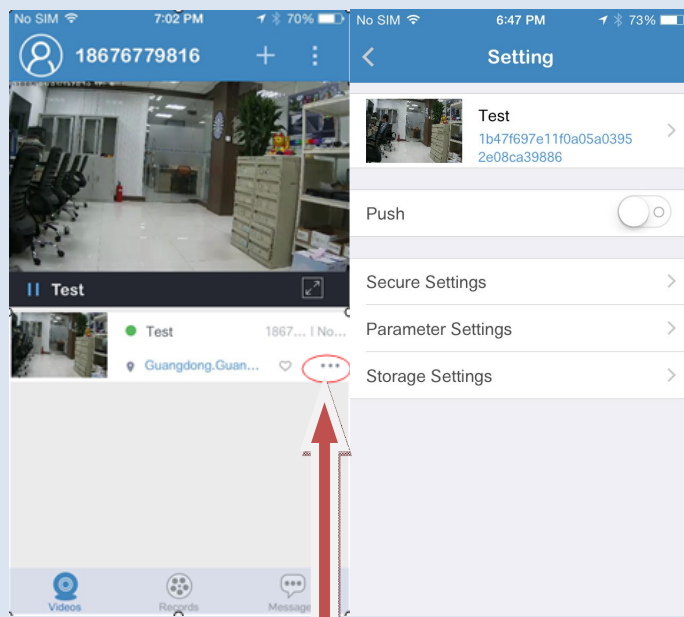 No SIM 7:02 PM 70%
18676779816
Test
Test 1867... I No...
Guangdong.Guan...
Videos Records Message
No SIM 6:47 PM 73%
Setting
Test
1b47f697e11f0a05a0395
2e08ca39886
Push
Secure Settings
Parameter Settings
Storage Settings